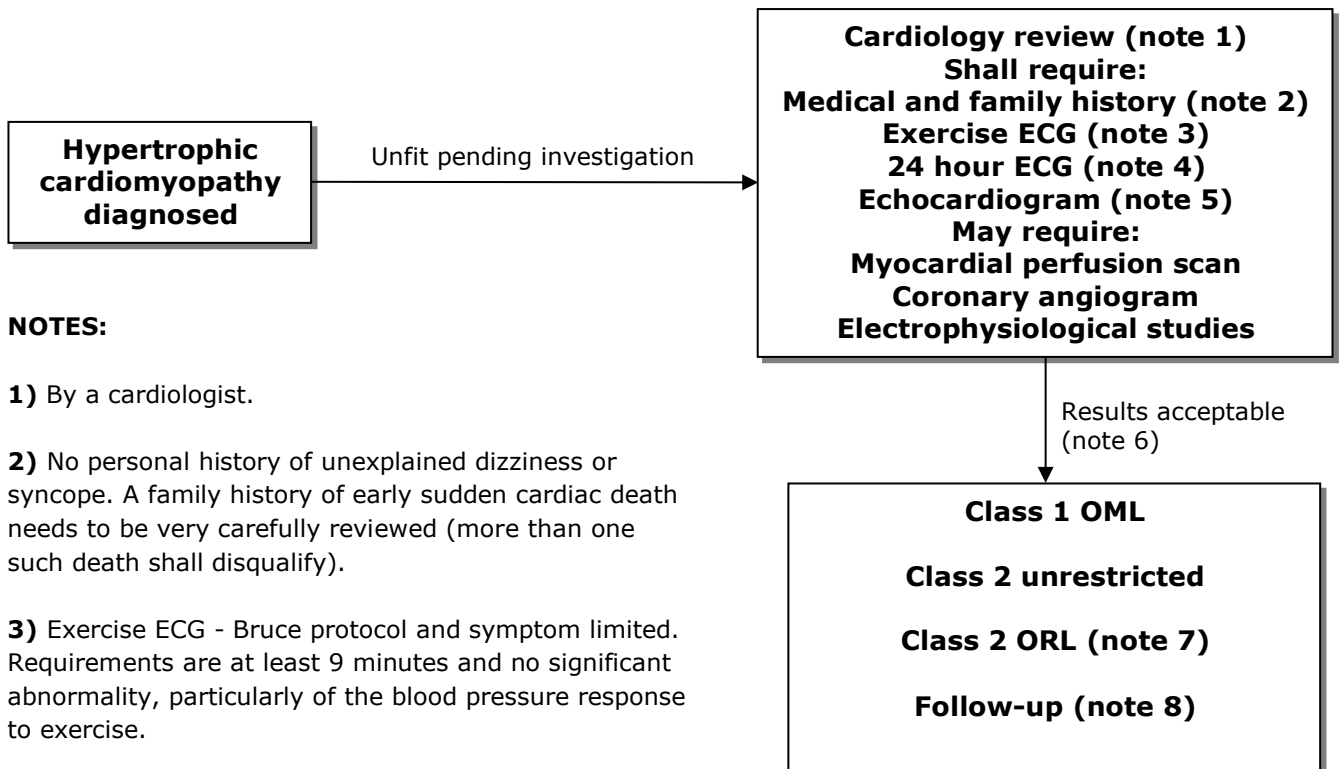 Hypertrophic
cardiomyopathy
diagnosed
Unfit pending investigation
Cardiology review (note 1)
Shall require:
Medical and family history (note 2)
Exercise ECG (note 3)
24 hour ECG (note 4)
Echocardiogram (note 5)
May require:
Myocardial perfusion scan
Coronary angiogram
Electrophysiological studies
Results acceptable
(note 6)
Class 1 OML
Class 2 unrestricted
Class 2 ORL (note 7)
Follow-up (note 8)
NOTES:
1) By a cardiologist.
2) No personal history of unexplained dizziness or
syncope. A family history of early sudden cardiac death
needs to be very carefully reviewed (more than one
such death shall disqualify).
3) Exercise ECG - Bruce protocol and symptom limited.
Requirements are at least 9 minutes and no significant
abnormality, particularly of the blood pressure response
to exercise.